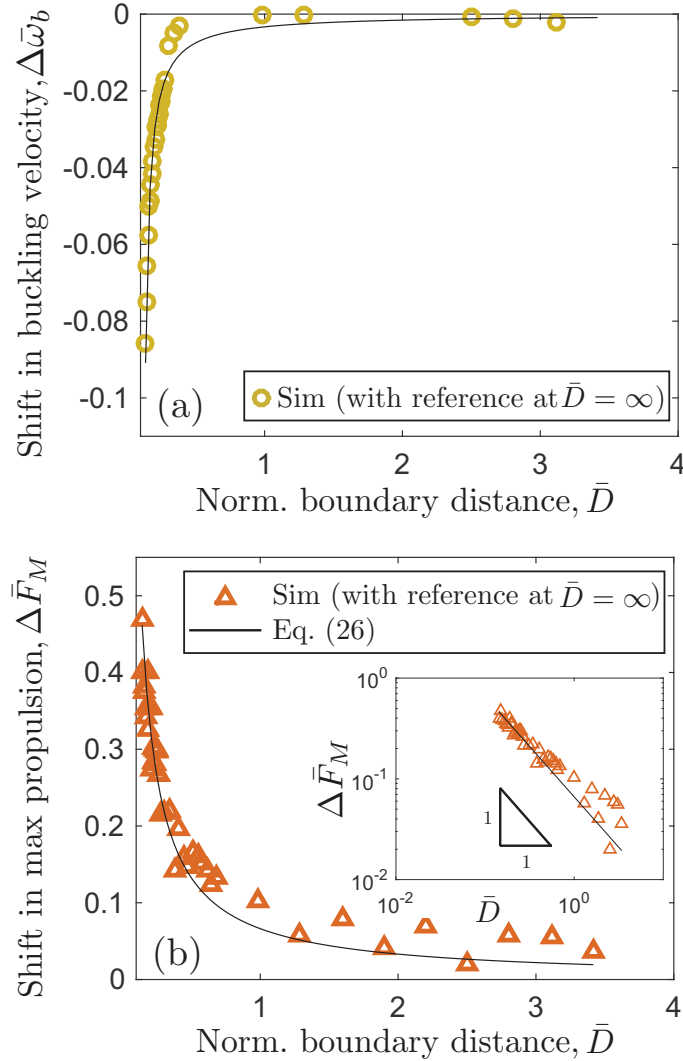 0
-0.02
-0.04
-0.06
-0.08
-0.1
Shift in buckling velocity, Δω̄_b
(a)
Sim (with reference at D̄ = ∞)
1 2 3 4
Norm. boundary distance, D̄
0.5
0.4
0.3
0.2
0.1
0
Shift in max propulsion, ΔF̄_M
Sim (with reference at D̄ = ∞)
Eq. (26)
10^0
10^-1
10^-2
ΔF̄_M
1
1
10^-2 D̄ 10^0
(b)
1 2 3 4
Norm. boundary distance, D̄